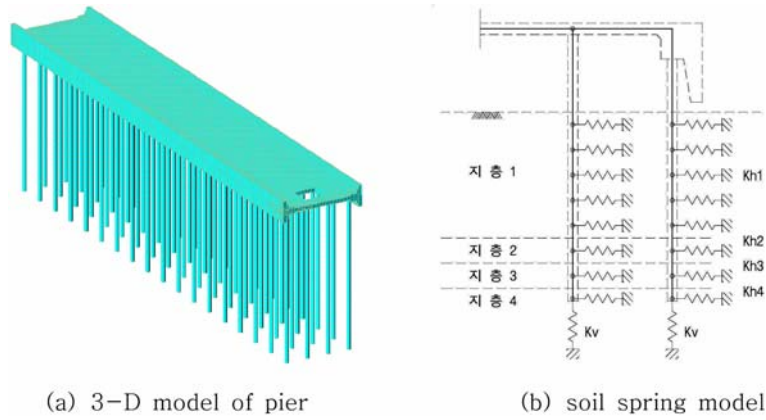 지 층 1
지 층 2
지 층 3
지 층 4
Kh1
Kh2
Kh3
Kh4
Kv
Kv
(a) 3-D model of pier
(b) soil spring model